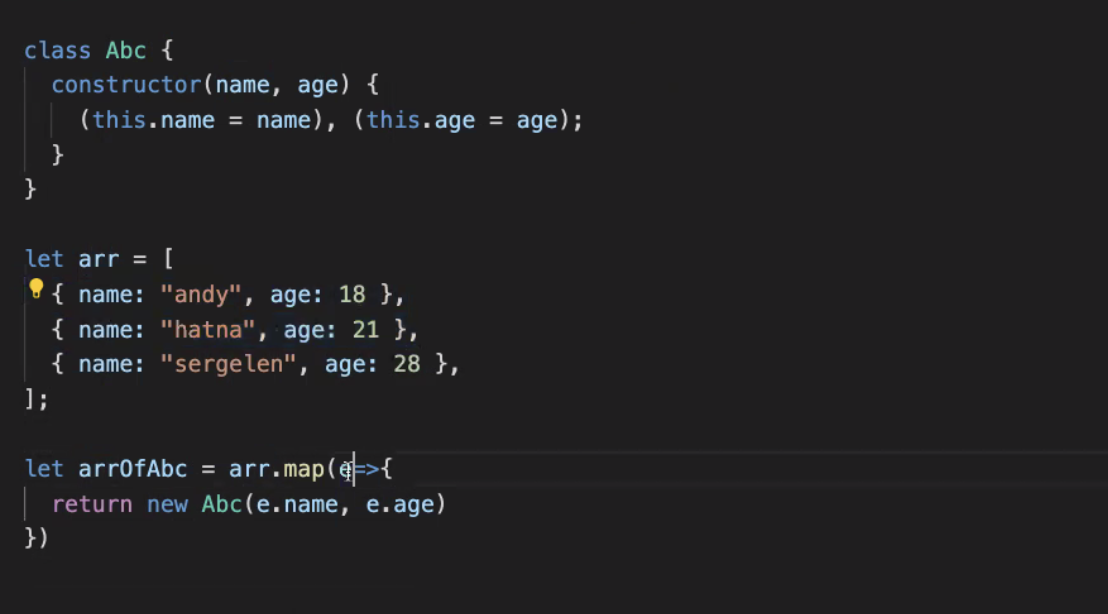 class Abc {
constructor(name, age) {
(this.name = name), (this.age = age);
}
}
let arr = [
{ name: "andy", age: 18 },
{ name: "hatna", age: 21 },
{ name: "sergelen", age: 28 },
];
let arrOfAbc = arr.map(e=>{
return new Abc(e.name, e.age)
})